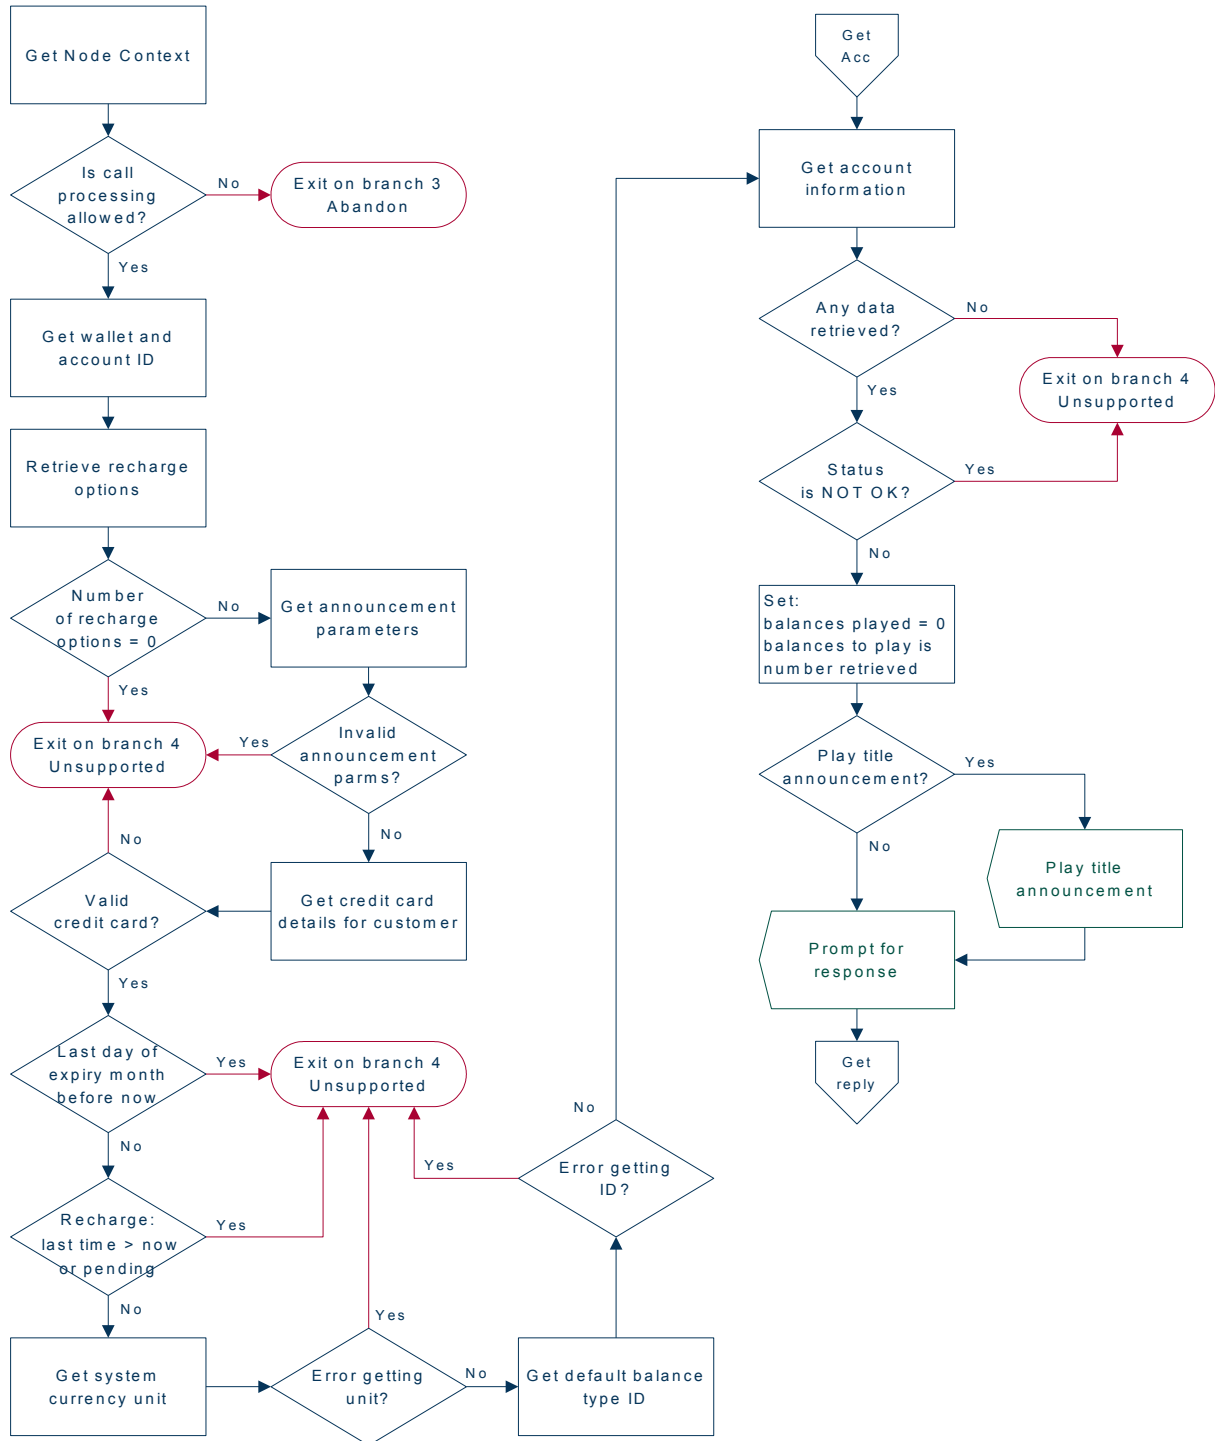 Get Node Context
Is call
processing
allowed?
No
Exit on branch 3
Abandon
Yes
Get wallet and
account ID
Retrieve recharge
options
Number
of recharge
options = 0
No
Get announcement
parameters
Yes
Exit on branch 4
Unsupported
Yes
Invalid
announcement
parms?
No
No
Valid
credit card?
Get credit card
details for customer
Yes
Last day of
expiry month
before now
Yes
Exit on branch 4
Unsupported
No
Recharge:
last time > now
or pending
Yes
No
Get system
currency unit
Error getting
unit?
Yes
No
Get default balance
type ID
Error getting
ID?
Yes
No
Get
Acc
Get account
information
Any data
retrieved?
No
Exit on branch 4
Unsupported
Yes
Status
is NOT OK?
Yes
No
Set:
balances played = 0
balances to play is
number retrieved
Play title
announcement?
Yes
No
Play title
announcement
Prompt for
response
Get
reply